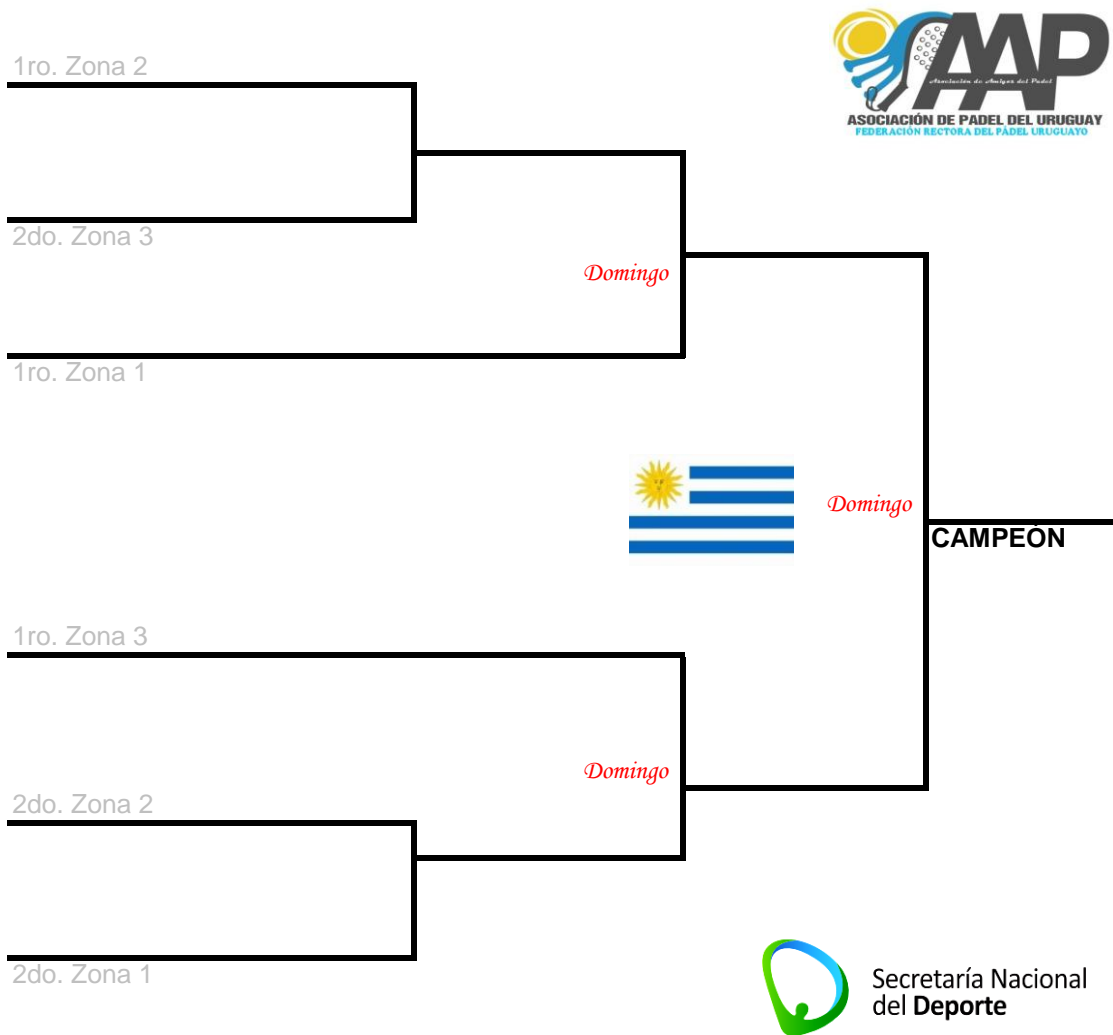 1ro. Zona 2
AAP
Asociación de Amigos del Padel
ASOCIACIÓN DE PADEL DEL URUGUAY
FEDERACIÓN RECTORA DEL PÁDEL URUGUAYO
2do. Zona 3
Domingo
1ro. Zona 1
Domingo
CAMPEÓN
1ro. Zona 3
Domingo
2do. Zona 2
2do. Zona 1
Secretaría Nacional
del Deporte